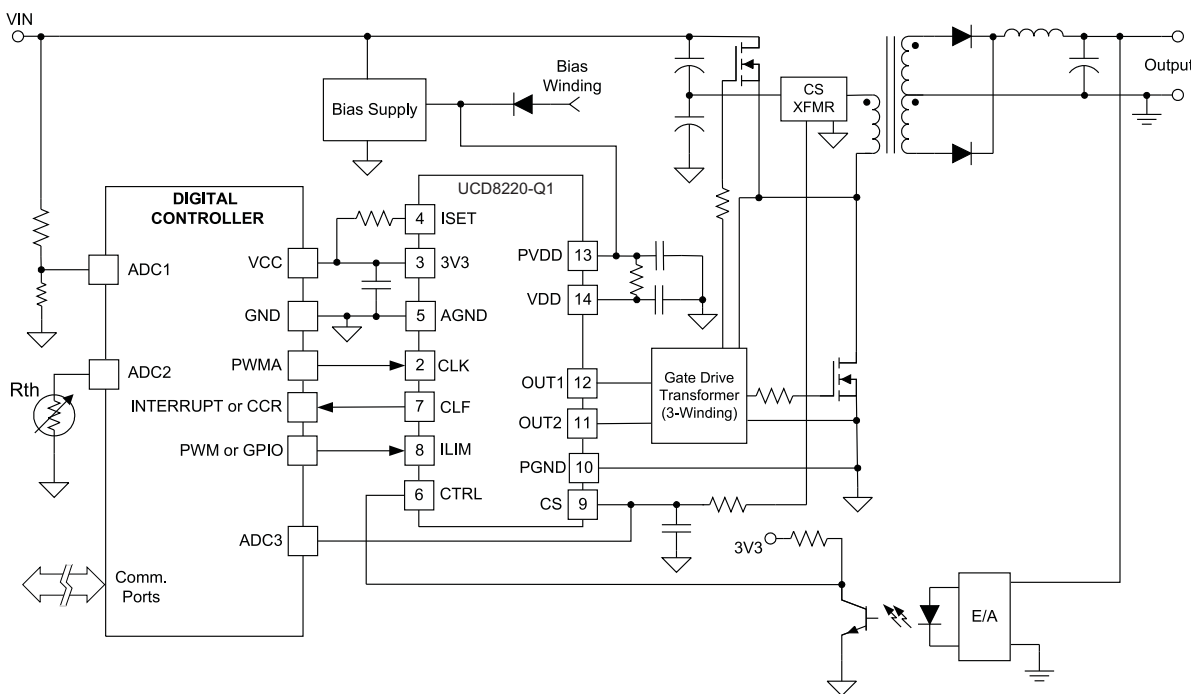 VIN
Bias Supply
Bias
Winding
CS
XFMR
Output
DIGITAL
CONTROLLER
UCD8220-Q1
4
ISET
ADC1
VCC
3
3V3
PVDD
13
VDD
14
GND
5
AGND
ADC2
Rth
PWMA
2
CLK
OUT1
12
Gate Drive
Transformer
(3-Winding)
INTERRUPT or CCR
7
CLF
OUT2
11
PWM or GPIO
8
ILIM
PGND
10
6
CTRL
CS
9
ADC3
3V3
Comm.
Ports
E/A